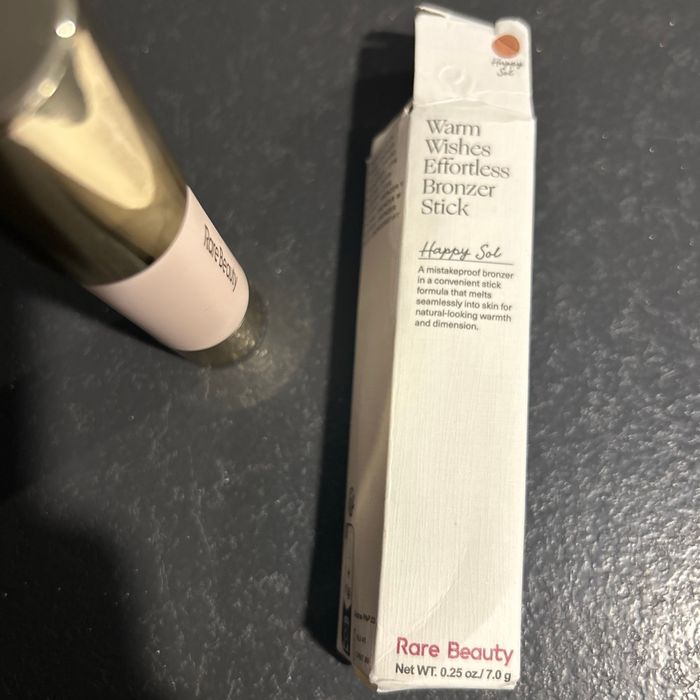 Happy
Sol
Warm
Wishes
Effortless
Bronzer
Stick
Happy Sol
A mistakeproof bronzer
in a convenient stick
formula that melts
seamlessly into skin for
natural-looking warmth
and dimension.
Rare Beauty
Net WT. 0.25 oz./ 7.0 g
Rare Beauty